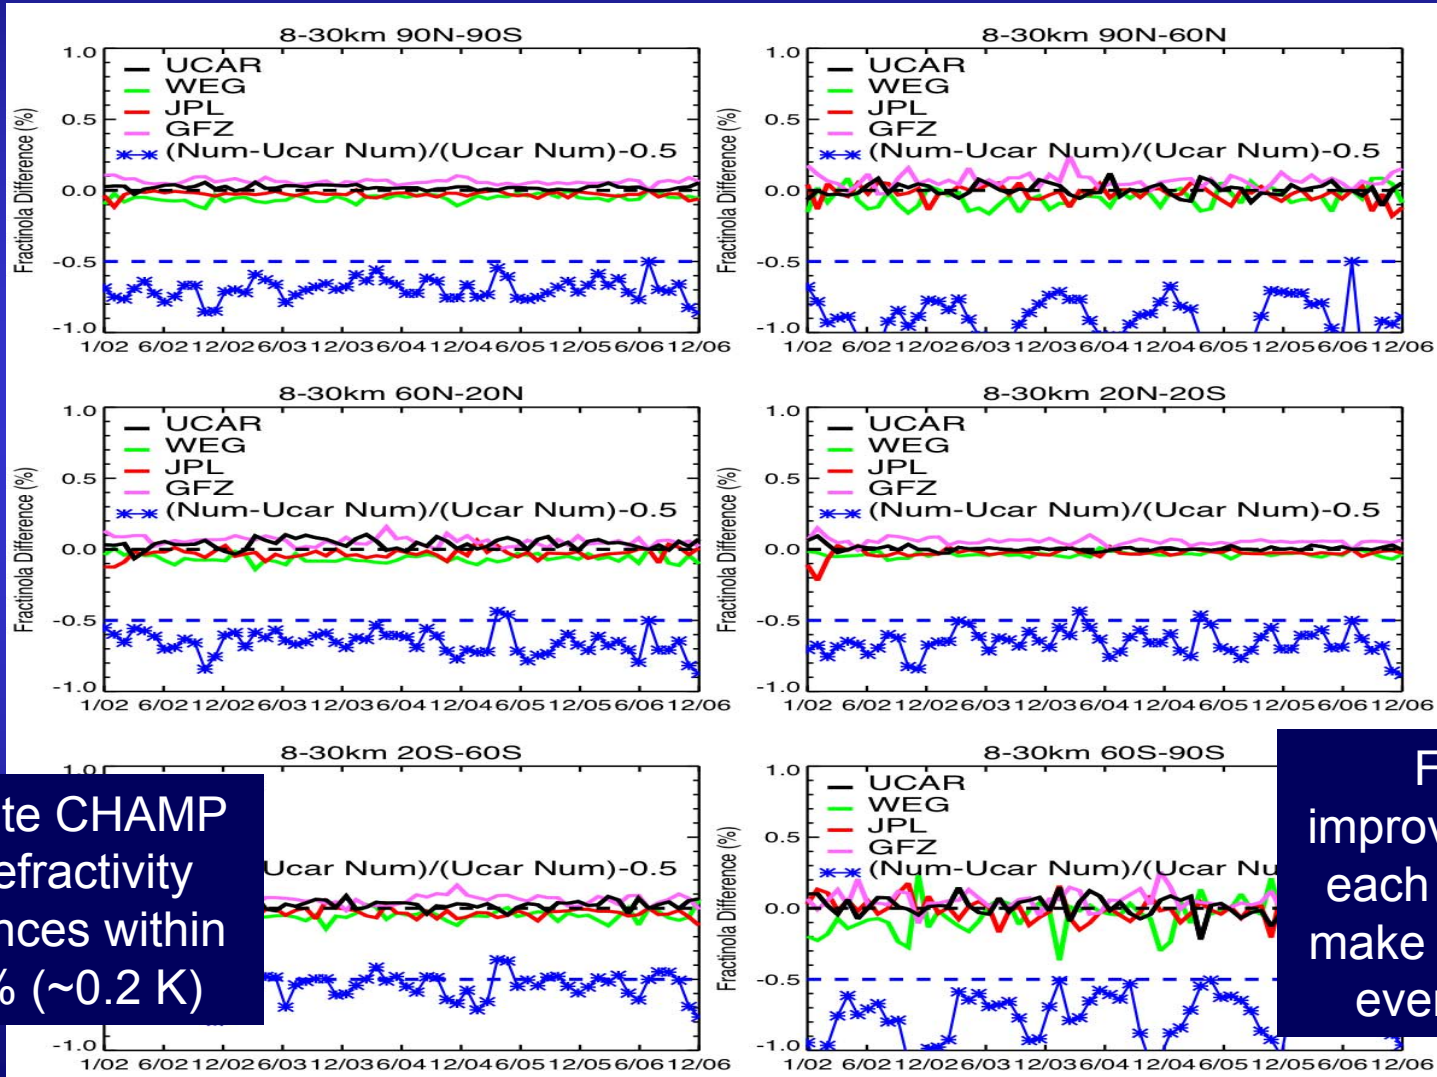 8-30km 90N-90S
1.0
0.5
0.0
-0.5
-1.0
Fractinola Difference (%)
UCAR
WEG
JPL
GFZ
(Num-Ucar Num)/(Ucar Num)-0.5
1/02 6/02 12/02 6/03 12/03 6/04 12/04 6/05 12/05 6/06 12/06
8-30km 90N-60N
1.0
0.5
0.0
-0.5
-1.0
Fractinola Difference (%)
UCAR
WEG
JPL
GFZ
(Num-Ucar Num)/(Ucar Num)-0.5
1/02 6/02 12/02 6/03 12/03 6/04 12/04 6/05 12/05 6/06 12/06
8-30km 60N-20N
1.0
0.5
0.0
-0.5
-1.0
Fractinola Difference (%)
UCAR
WEG
JPL
GFZ
(Num-Ucar Num)/(Ucar Num)-0.5
1/02 6/02 12/02 6/03 12/03 6/04 12/04 6/05 12/05 6/06 12/06
8-30km 20N-20S
1.0
0.5
0.0
-0.5
-1.0
Fractinola Difference (%)
UCAR
WEG
JPL
GFZ
(Num-Ucar Num)/(Ucar Num)-0.5
1/02 6/02 12/02 6/03 12/03 6/04 12/04 6/05 12/05 6/06 12/06
8-30km 20S-60S
1.0
-1.0
Ucar Num)/(Ucar Num)-0.5
1/02 6/02 12/02 6/03 12/03 6/04 12/04 6/05 12/05 6/06 12/06
te CHAMP
efractivity
nces within
% (~0.2 K)
8-30km 60S-90S
1.0
0.5
0.0
-0.5
-1.0
Fractinola Difference (%)
UCAR
WEG
JPL
GFZ
(Num-Ucar Num)/(Ucar Nu
1/02 6/02 12/02 6/03 12/03 6/04 12/04 6/05 12/05 6/06 12/06
F
improv
each
make
ever